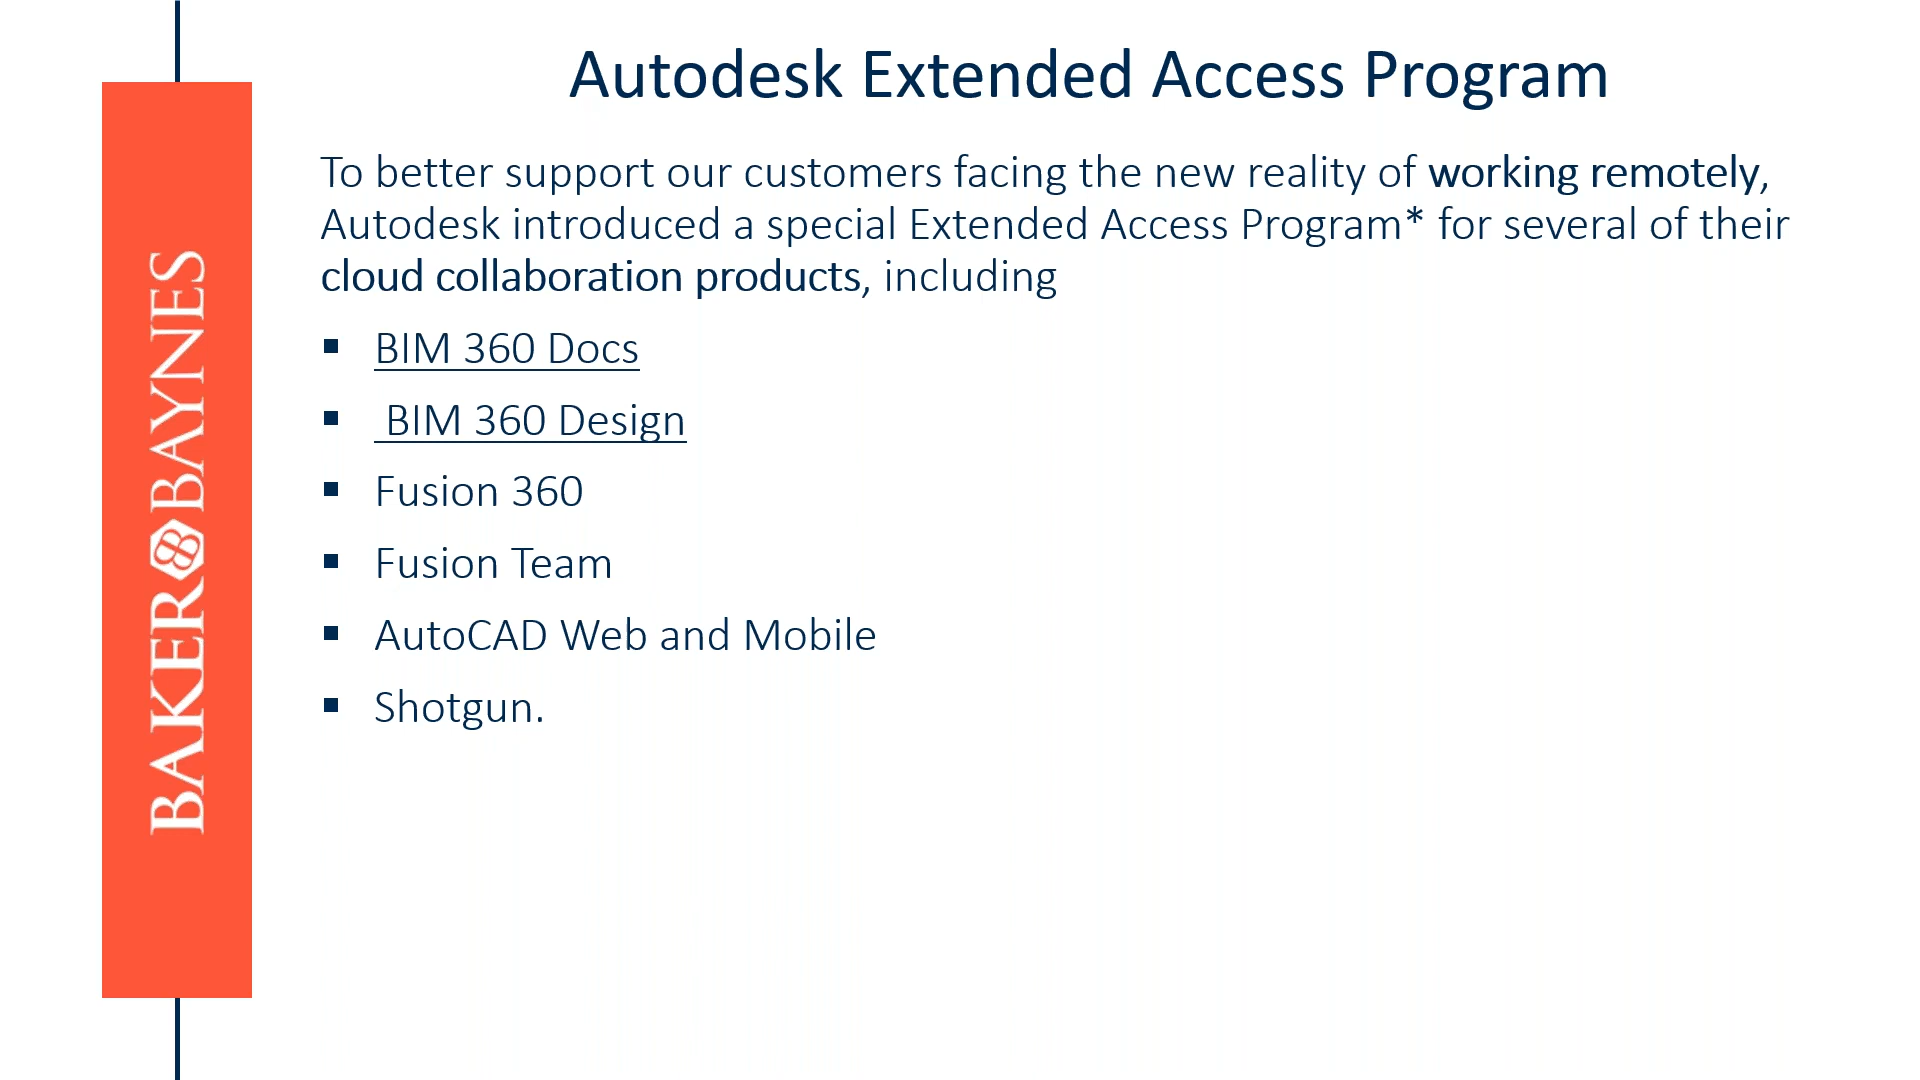 Autodesk Extended Access Program
To better support our customers facing the new reality of working remotely,
Autodesk introduced a special Extended Access Program* for several of their
cloud collaboration products, including
▪ BIM 360 Docs
▪ BIM 360 Design
▪ Fusion 360
▪ Fusion Team
▪ AutoCAD Web and Mobile
▪ Shotgun.
BAKER BAYNES